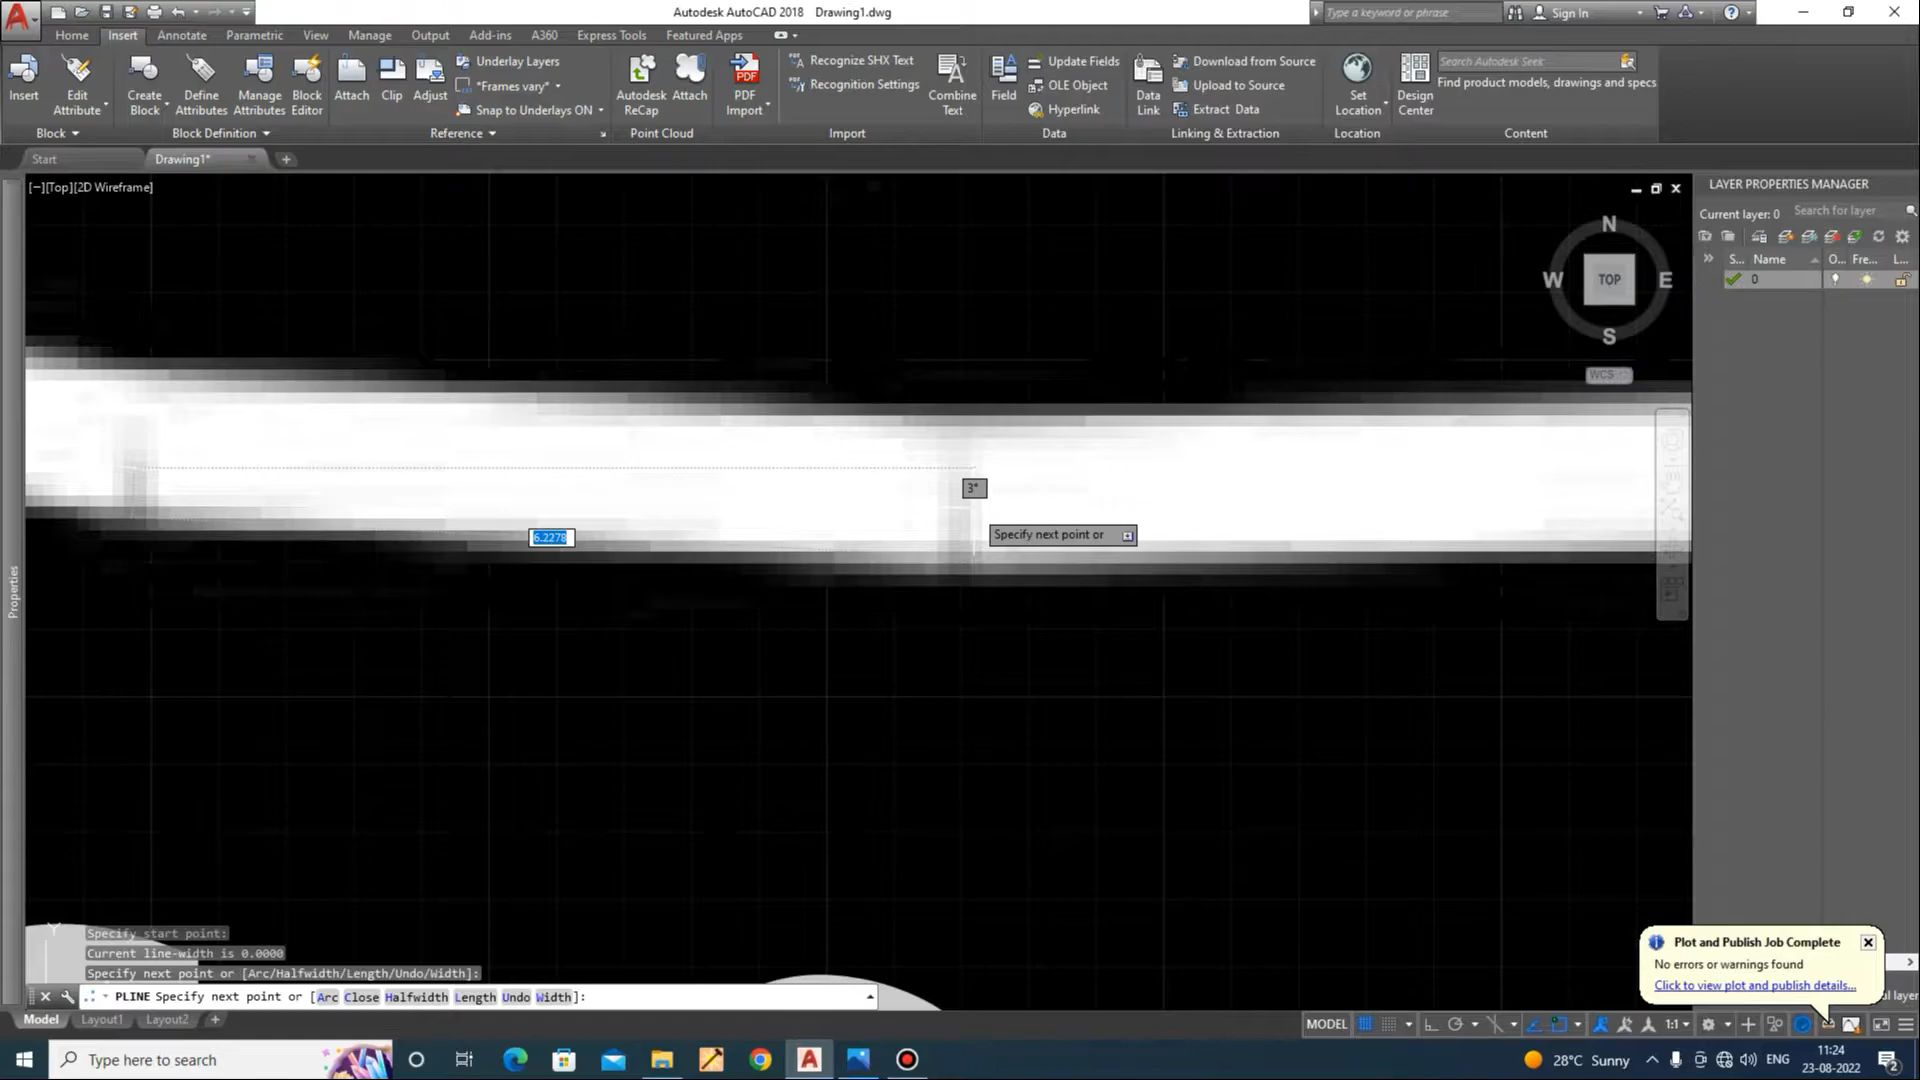 Autodesk AutoCAD 2018 Drawing1.dwg
Type a keyword or phrase
Sign In
Home Insert Annotate Parametric View Manage Output Add-ins A360 Express Tools Featured Apps
Insert
Edit Attribute
Create Block
Define Attributes
Manage Attributes
Block Editor
Attach
Clip
Adjust
Underlay Layers
*Frames vary*
Snap to Underlays ON
Autodesk ReCap
Attach
PDF
PDF Import
Recognize SHX Text
Recognition Settings
Combine Text
Field
Update Fields
OLE Object
Hyperlink
Data Link
Download from Source
Upload to Source
Extract Data
Set Location
Design Center
Search Autodesk Seek
Find product models, drawings and specs
Block Block Definition Reference Point Cloud Import Data Linking & Extraction Location Content
Start Drawing1*
[−][Top][2D Wireframe]
N
W TOP E
S
WCS
LAYER PROPERTIES MANAGER
Current layer: 0 Search for layer
S... Name O... Fre... L...
0
3°
Specify next point or
6.2278
Properties
Y
Specify start point:
Current line-width is 0.0000
Specify next point or [Arc/Halfwidth/Length/Undo/Width]:
PLINE Specify next point or [Arc Close Halfwidth Length Undo Width]:
Plot and Publish Job Complete
No errors or warnings found
Click to view plot and publish details...
Model Layout1 Layout2
MODEL 1:1
Type here to search
28°C Sunny
ENG
11:24
23-08-2022
2